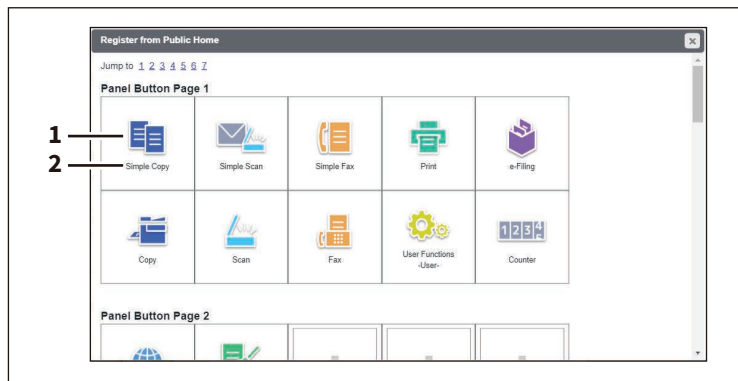 Register from Public Home
Jump to 1 2 3 4 5 6 7
Panel Button Page 1
1
2
Simple Copy Simple Scan Simple Fax Print e-Filing
1 2 3 4
Copy Scan Fax User Functions -User- Counter
Panel Button Page 2